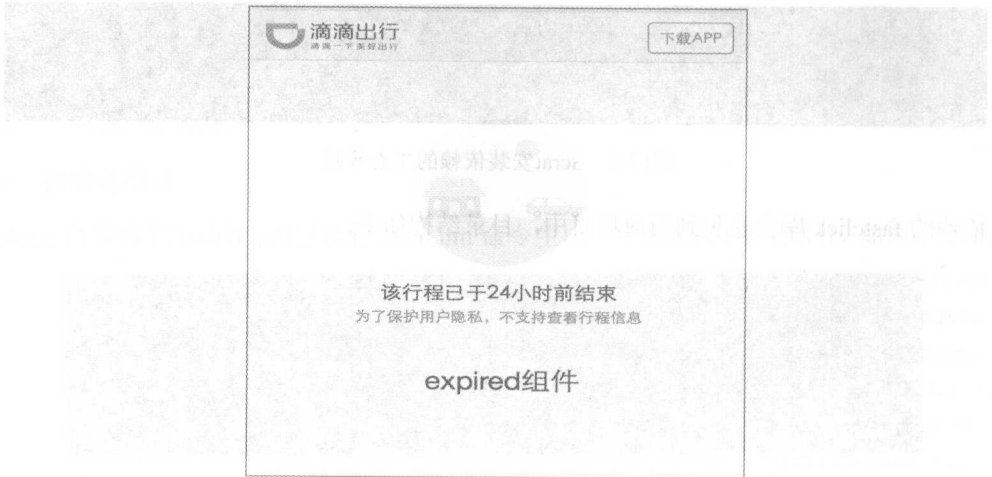 滴滴出行
滴滴一下 美好出行
下载APP
该行程已于24小时前结束
为了保护用户隐私，不支持查看行程信息
expired组件